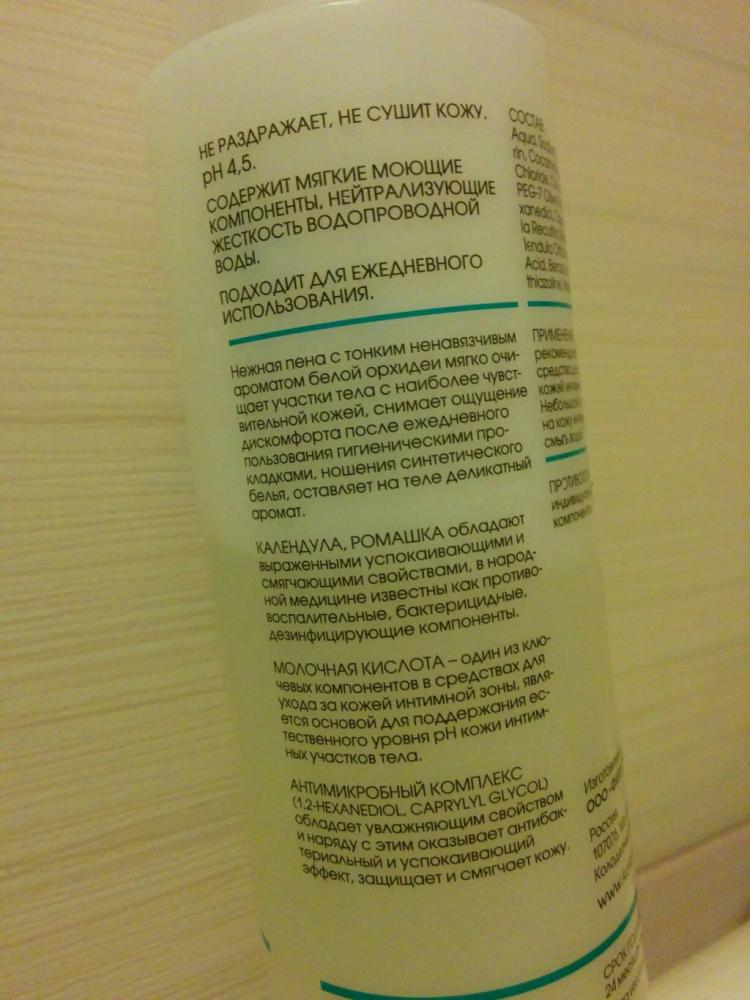 НЕ РАЗДРАЖАЕТ, НЕ СУШИТ КОЖУ.
pH 4,5.
СОДЕРЖИТ МЯГКИЕ МОЮЩИЕ
КОМПОНЕНТЫ, НЕЙТРАЛИЗУЮЩИЕ
ЖЕСТКОСТЬ ВОДОПРОВОДНОЙ
ВОДЫ.
ПОДХОДИТ ДЛЯ ЕЖЕДНЕВНОГО
ИСПОЛЬЗОВАНИЯ.
Нежная пена с тонким ненавязчивым
ароматом белой орхидеи мягко очи-
щает участки тела с наиболее чувст-
вительной кожей, снимает ощущение
дискомфорта после ежедневного
пользования гигиеническими про-
кладками, ношения синтетического
белья, оставляет на теле деликатный
аромат.
КАЛЕНДУЛА, РОМАШКА обладают
выраженными успокаивающими и
смягчающими свойствами, в народ-
ной медицине известны как противо-
воспалительные, бактерицидные,
дезинфицирующие компоненты.
МОЛОЧНАЯ КИСЛОТА – один из клю-
чевых компонентов в средствах для
ухода за кожей интимной зоны, явля-
ется основой для поддержания ес-
тественного уровня pH кожи интим-
ных участков тела.
АНТИМИКРОБНЫЙ КОМПЛЕКС
(1,2-HEXANEDIOL, CAPRYLYL GLYCOL)
обладает увлажняющим свойством
и наряду с этим оказывает антибак-
териальный и успокаивающий
эффект, защищает и смягчает кожу.
СОСТАВ
Aqua,
Chloride,
PEG-7
Acid,
на кожу
смыть
ООО
Россия
107076,
24